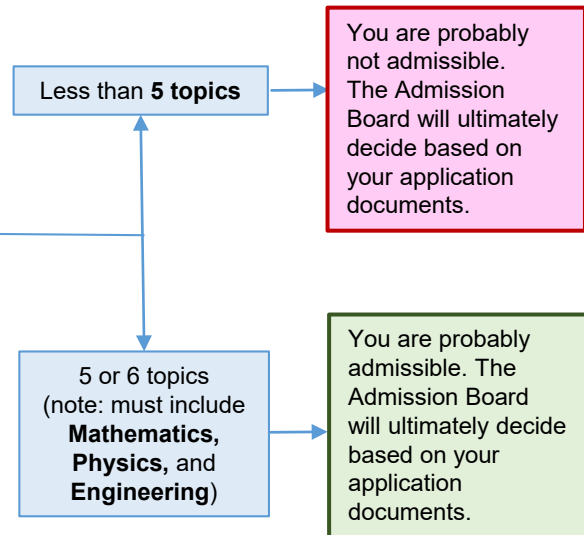 You are probably
not admissible.
The Admission
Board will ultimately
decide based on
your application
documents.
Less than 5 topics
5 or 6 topics
(note: must include
Mathematics,
Physics, and
Engineering)
You are probably
admissible. The
Admission Board
will ultimately decide
based on your
application
documents.